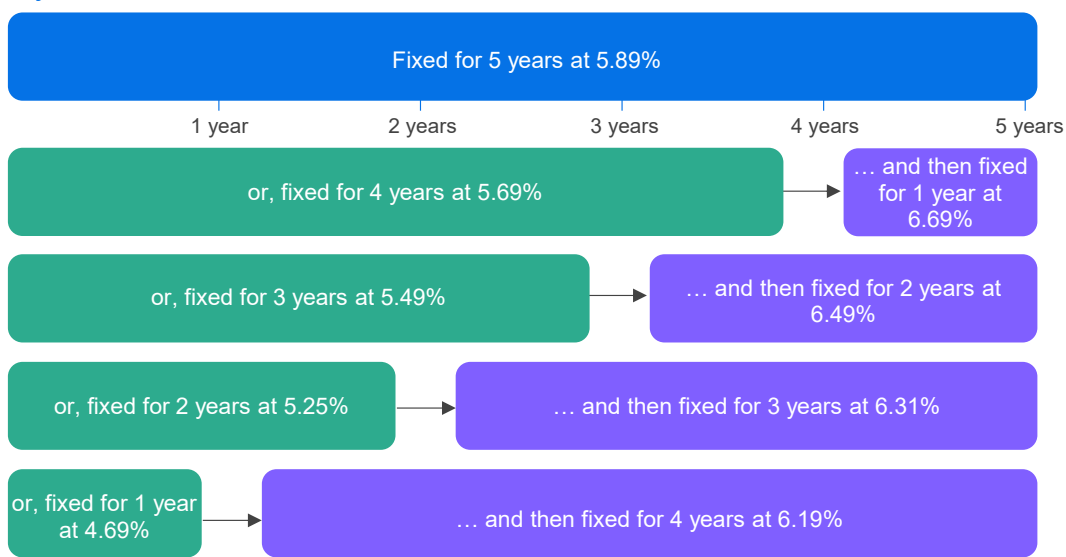 Fixed for 5 years at 5.89%
1 year
2 years
3 years
4 years
5 years
or, fixed for 4 years at 5.69%
… and then fixed
for 1 year at
6.69%
or, fixed for 3 years at 5.49%
… and then fixed for 2 years at
6.49%
or, fixed for 2 years at 5.25%
… and then fixed for 3 years at 6.31%
or, fixed for 1 year
at 4.69%
… and then fixed for 4 years at 6.19%